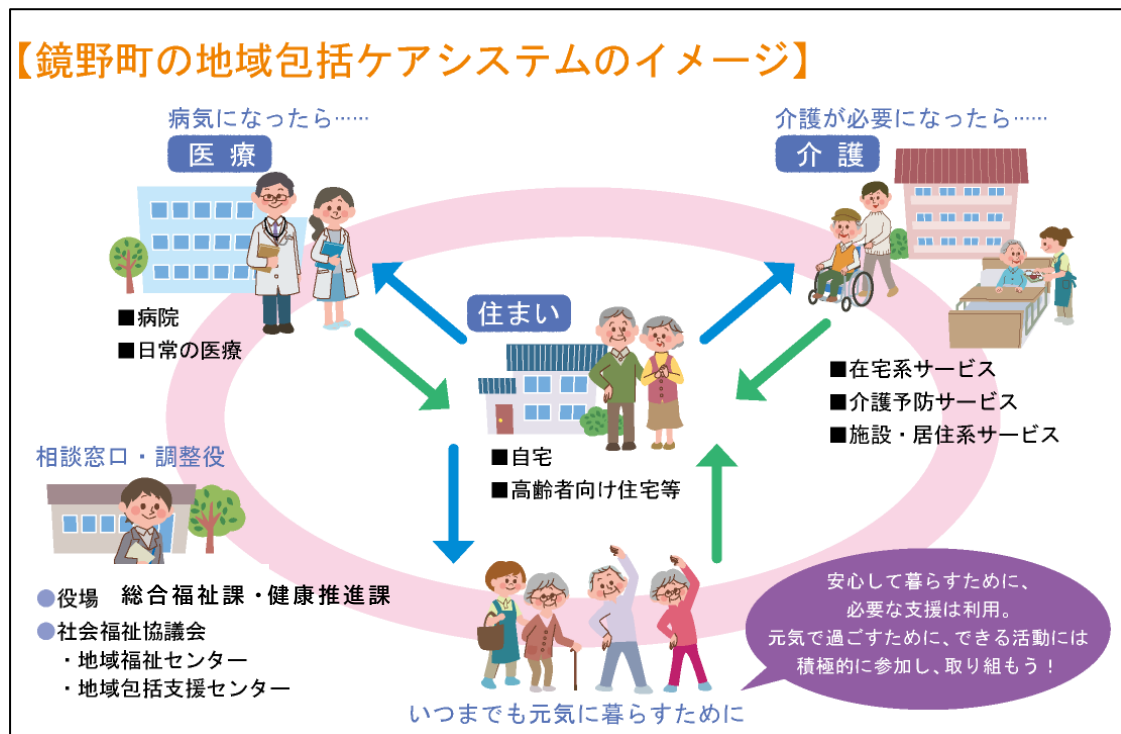 【鏡野町の地域包括ケアシステムのイメージ】
病気になったら……
医療
■病院
■日常の医療
介護が必要になったら……
介護
■在宅系サービス
■介護予防サービス
■施設・居住系サービス
住まい
■自宅
■高齢者向け住宅等
相談窓口・調整役
●役場 総合福祉課・健康推進課
●社会福祉協議会
・地域福祉センター
・地域包括支援センター
いつまでも元気に暮らすために
安心して暮らすために、
必要な支援は利用。
元気で過ごすために、できる活動には
積極的に参加し、取り組もう！